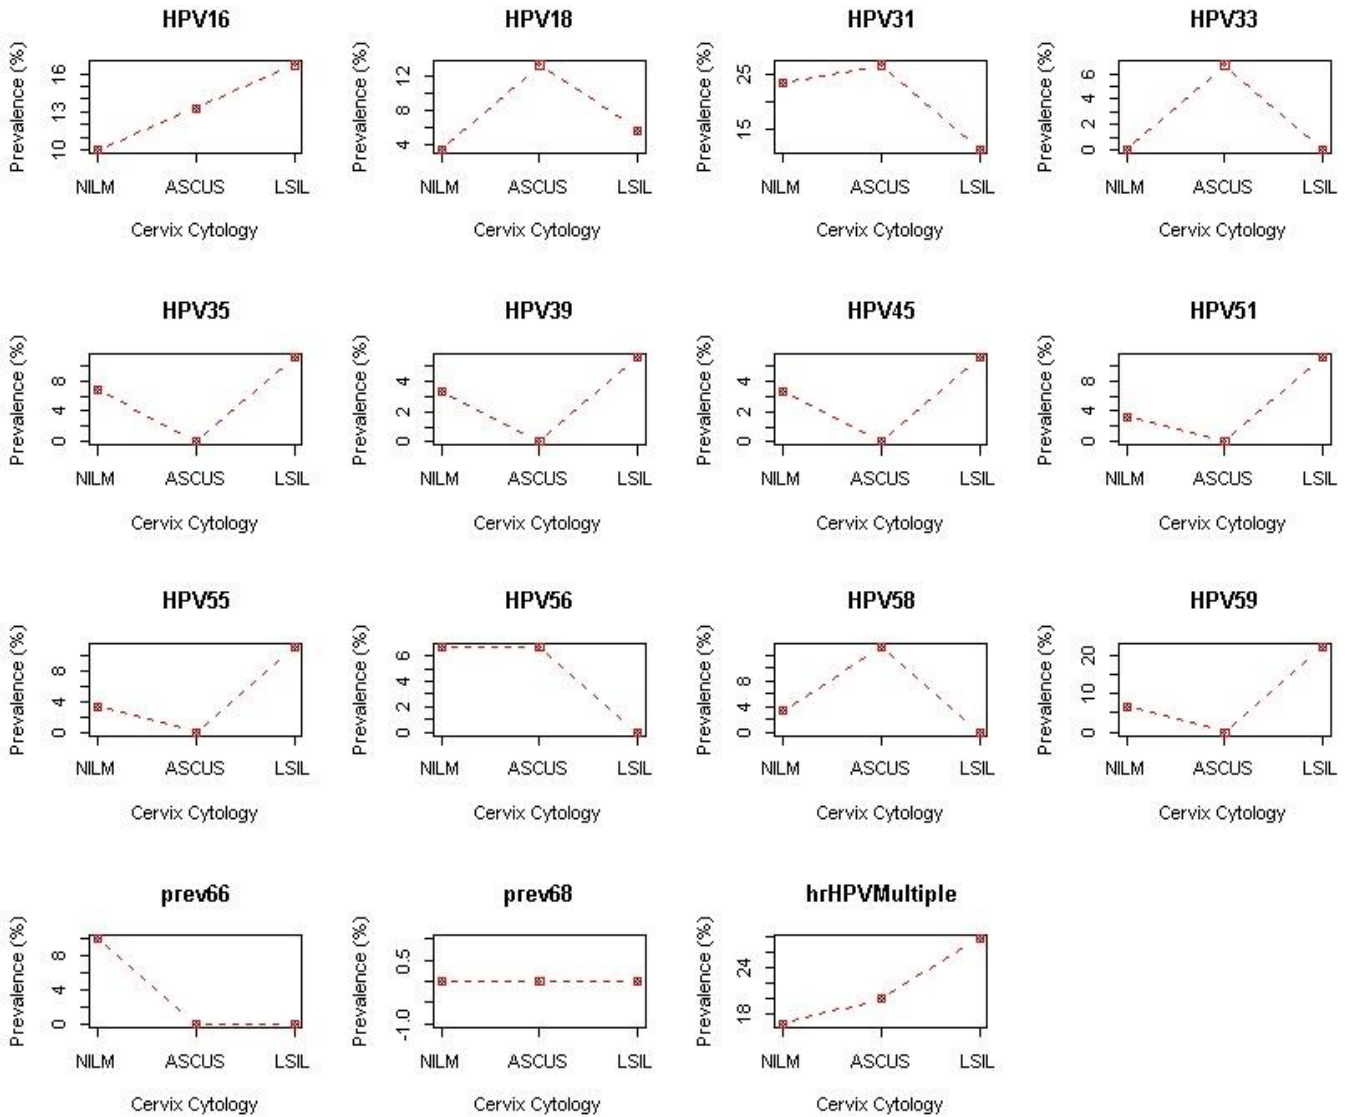 HPV16
Prevalence (%)
16
13
10
NILM ASCUS LSIL
Cervix Cytology
HPV18
Prevalence (%)
12
8
4
NILM ASCUS LSIL
Cervix Cytology
HPV31
Prevalence (%)
25
15
NILM ASCUS LSIL
Cervix Cytology
HPV33
Prevalence (%)
6
4
2
0
NILM ASCUS LSIL
Cervix Cytology
HPV35
Prevalence (%)
8
4
0
NILM ASCUS LSIL
Cervix Cytology
HPV39
Prevalence (%)
4
2
0
NILM ASCUS LSIL
Cervix Cytology
HPV45
Prevalence (%)
4
2
0
NILM ASCUS LSIL
Cervix Cytology
HPV51
Prevalence (%)
8
4
0
NILM ASCUS LSIL
Cervix Cytology
HPV55
Prevalence (%)
8
4
0
NILM ASCUS LSIL
Cervix Cytology
HPV56
Prevalence (%)
6
4
2
0
NILM ASCUS LSIL
Cervix Cytology
HPV58
Prevalence (%)
8
4
0
NILM ASCUS LSIL
Cervix Cytology
HPV59
Prevalence (%)
20
10
0
NILM ASCUS LSIL
Cervix Cytology
prev66
Prevalence (%)
8
4
0
NILM ASCUS LSIL
Cervix Cytology
prev68
Prevalence (%)
0.5
-1.0
NILM ASCUS LSIL
Cervix Cytology
hrHPVMultiple
Prevalence (%)
24
18
NILM ASCUS LSIL
Cervix Cytology